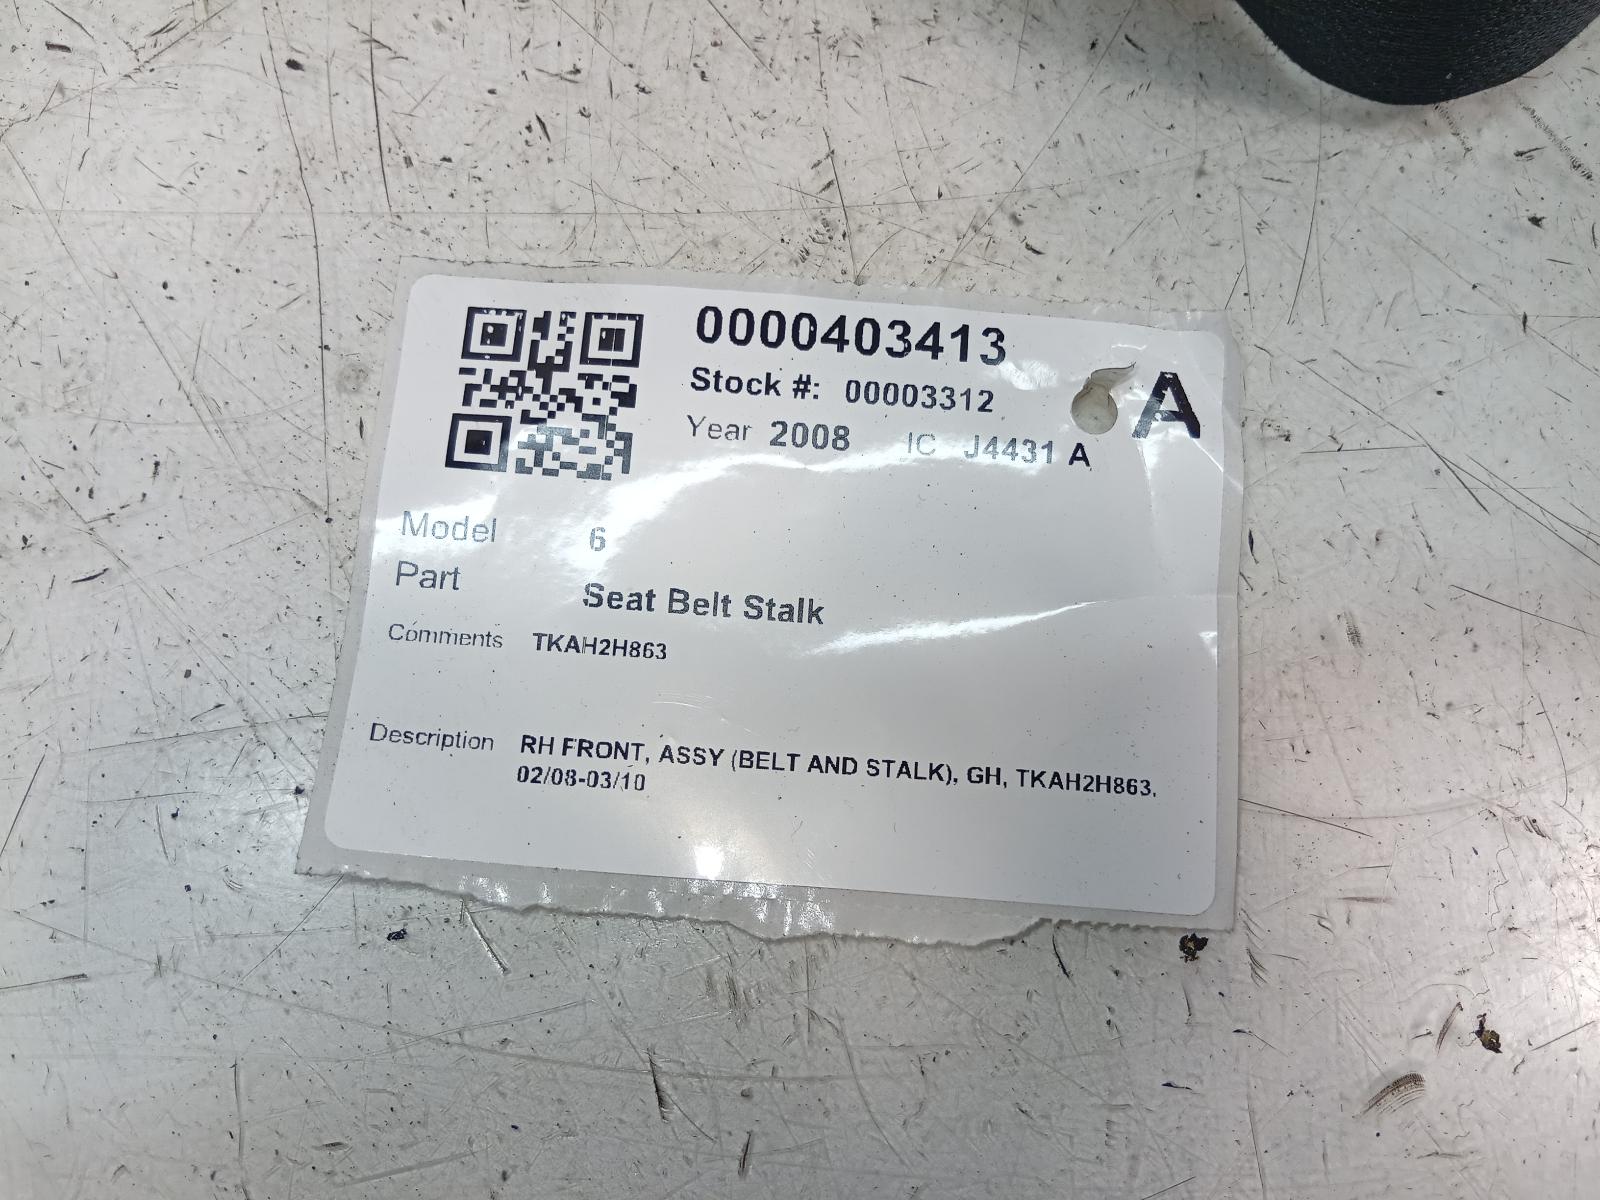 0000403413
Stock #: 00003312
A
Year 2008 IC J4431 A
Model 6
Part Seat Belt Stalk
Comments TKAH2H863
Description RH FRONT, ASSY (BELT AND STALK), GH, TKAH2H863,
02/08-03/10